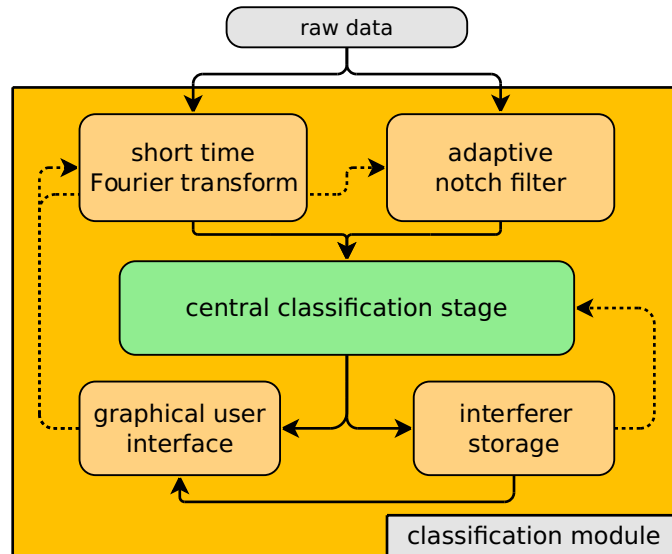 raw data
short time
Fourier transform
adaptive
notch filter
central classification stage
graphical user
interface
interferer
storage
classification module